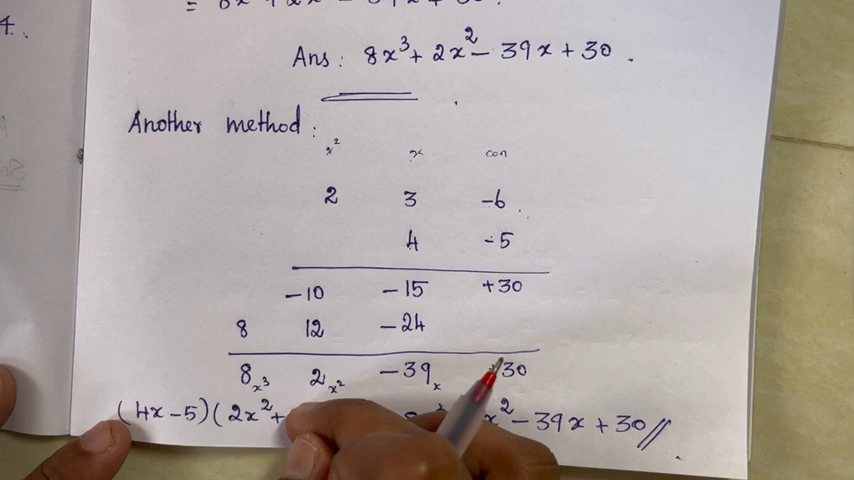 4.
Ans : 8x³ + 2x² - 39x + 30 .
Another method :
x² x con
2 3 -6 .
4 -5
-10 -15 +30
8 12 -24
8x³ 2x² -39x 30
(4x-5)(2x²+ x² - 39x + 30 //